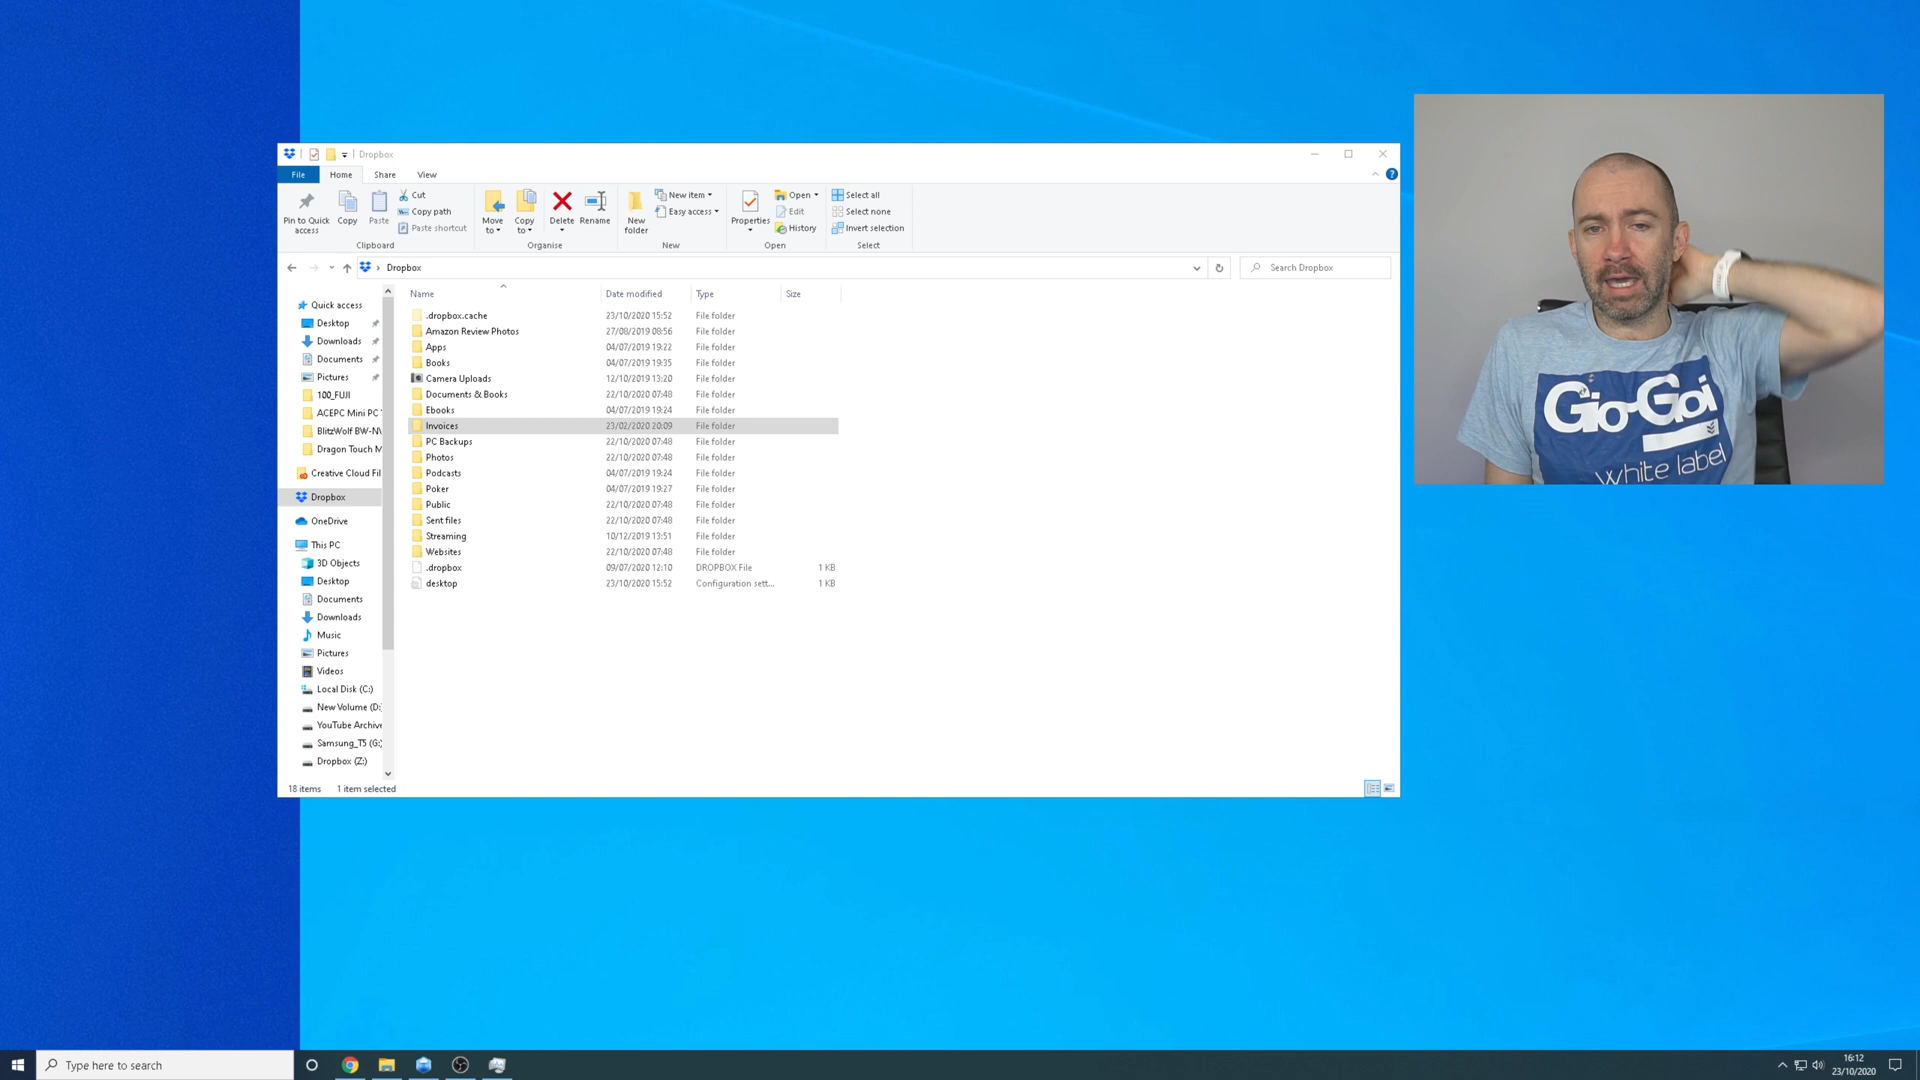 Dropbox
File Home Share View
Pin to Quick access
Copy
Paste
Cut
Copy path
Paste shortcut
Clipboard
Move to
Copy to
Delete
Rename
Organise
New folder
New item
Easy access
New
Properties
Open
Edit
History
Open
Select all
Select none
Invert selection
Select
Dropbox
Search Dropbox
Name Date modified Type Size
Quick access
Desktop
Downloads
Documents
Pictures
100_FUJI
ACEPC Mini PC
BlitzWolf BW-N
Dragon Touch M
Creative Cloud Fil
Dropbox
OneDrive
This PC
3D Objects
Desktop
Documents
Downloads
Music
Pictures
Videos
Local Disk (C:)
New Volume (D:
YouTube Archive
Samsung_T5 (G:
Dropbox (Z:)
.dropbox.cache 23/10/2020 15:52 File folder
Amazon Review Photos 27/08/2019 08:56 File folder
Apps 04/07/2019 19:22 File folder
Books 04/07/2019 19:35 File folder
Camera Uploads 12/10/2019 13:20 File folder
Documents & Books 22/10/2020 07:48 File folder
Ebooks 04/07/2019 19:24 File folder
Invoices 23/02/2020 20:09 File folder
PC Backups 22/10/2020 07:48 File folder
Photos 22/10/2020 07:48 File folder
Podcasts 04/07/2019 19:24 File folder
Poker 04/07/2019 19:27 File folder
Public 22/10/2020 07:48 File folder
Sent files 22/10/2020 07:48 File folder
Streaming 10/12/2019 13:51 File folder
Websites 22/10/2020 07:48 File folder
.dropbox 09/07/2020 12:10 DROPBOX File 1 KB
desktop 23/10/2020 15:52 Configuration sett... 1 KB
18 items 1 item selected
Gio-Goi
white label
Type here to search
16:12
23/10/2020